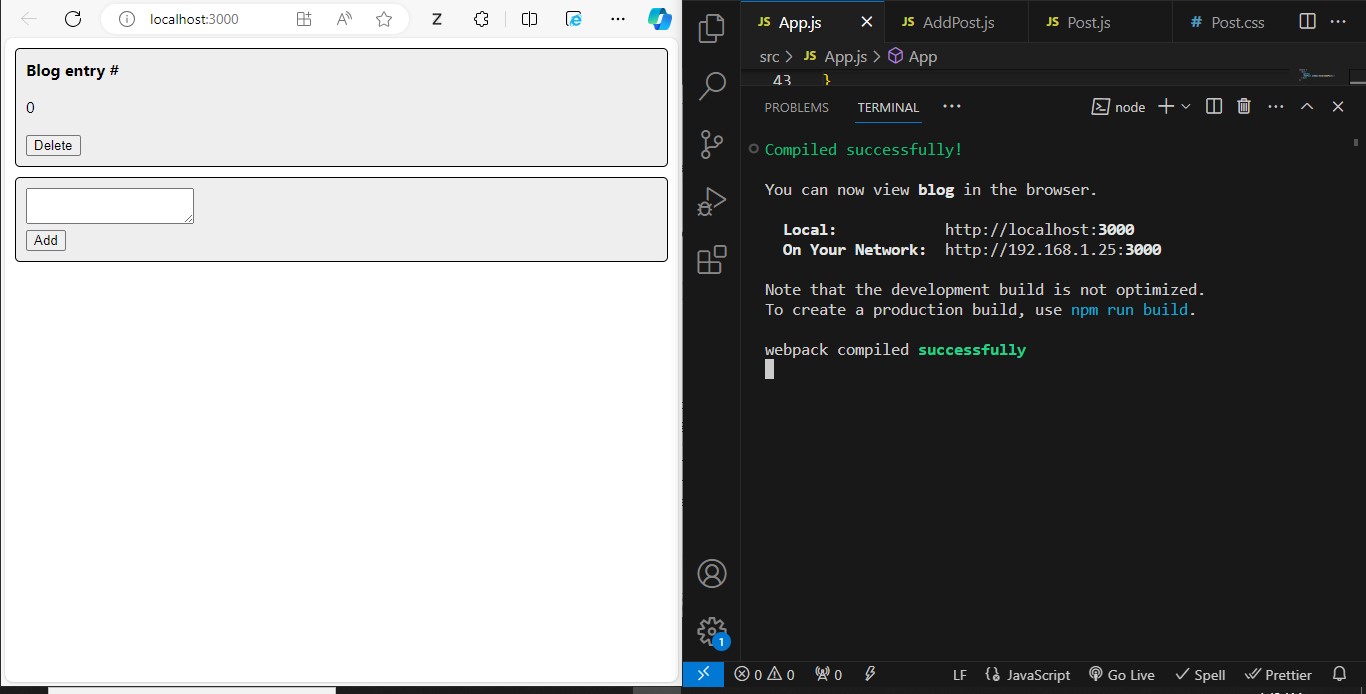 localhost:3000
Blog entry #
0
Delete
Add
JS App.js
JS AddPost.js
JS Post.js
# Post.css
src > JS App.js > App
43 }
PROBLEMS TERMINAL
node
Compiled successfully!
You can now view blog in the browser.
Local: http://localhost:3000
On Your Network: http://192.168.1.25:3000
Note that the development build is not optimized.
To create a production build, use npm run build.
webpack compiled successfully
1
0 0 0 LF JavaScript Go Live Spell Prettier